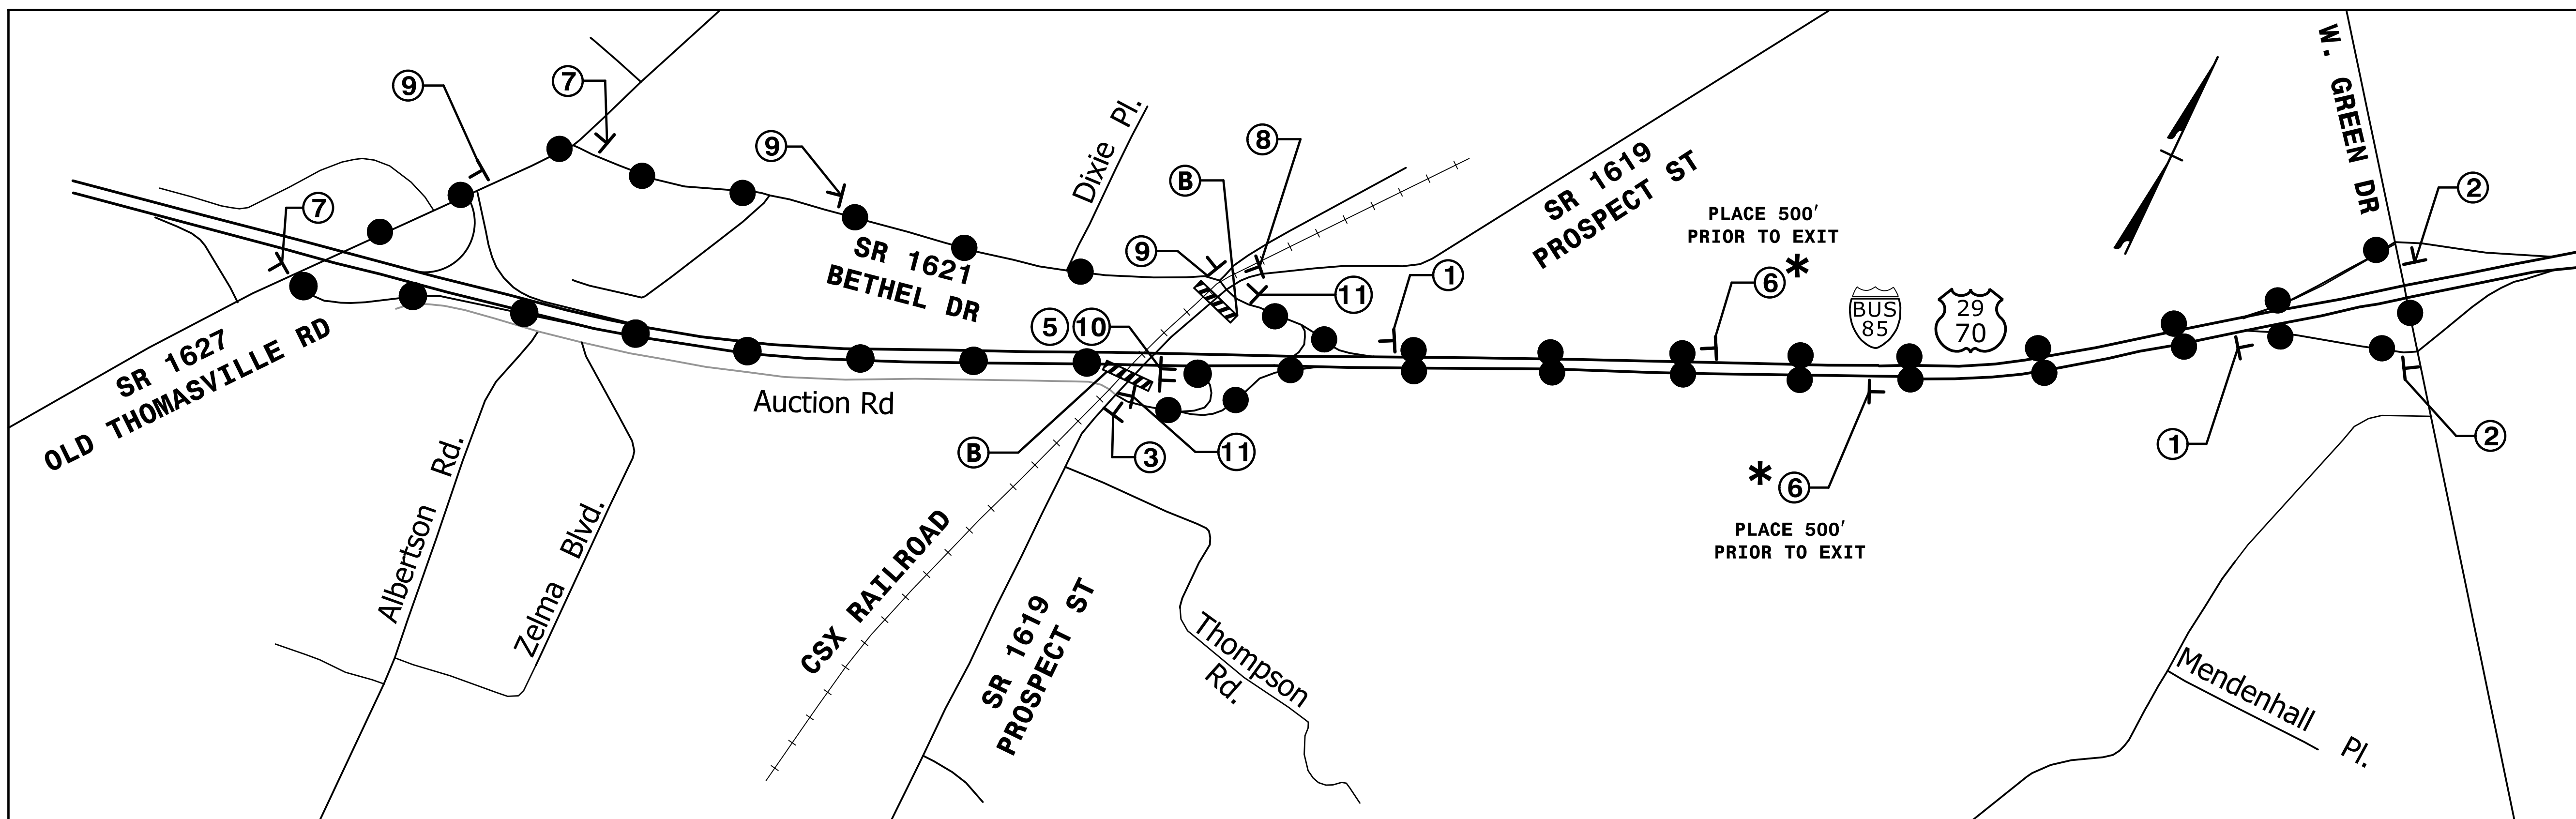 9
7
9
7
Dixie Pl.
8
B
9
11
SR 1621
BETHEL DR
SR 1619
PROSPECT ST
PLACE 500'
PRIOR TO EXIT
6 *
1
BUS
85
29
70
W. GREEN DR
2
SR 1627
OLD THOMASVILLE RD
5 10
Auction Rd
B
3
11
* 6
PLACE 500'
PRIOR TO EXIT
1
2
Albertson Rd.
Zelma Blvd.
CSX RAILROAD
SR 1619
PROSPECT ST
Thompson
Rd.
Mendenhall Pl.